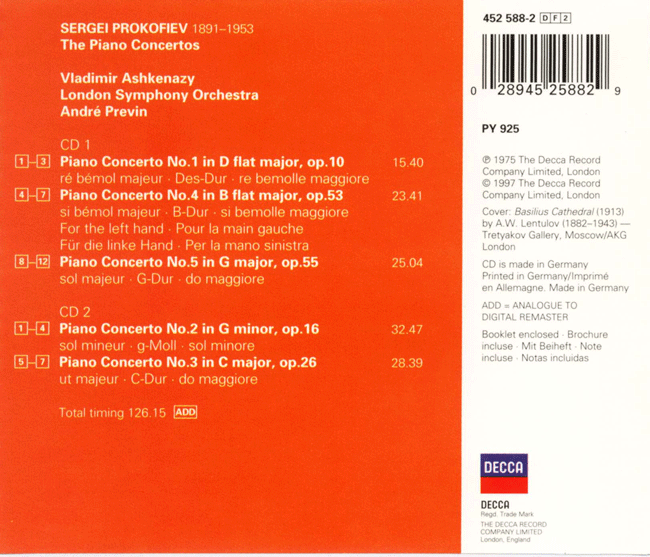 SERGEI PROKOFIEV 1891–1953
The Piano Concertos
Vladimir Ashkenazy
London Symphony Orchestra
André Previn
CD 1
1–3 Piano Concerto No.1 in D flat major, op.10 15.40
ré bémol majeur · Des-Dur · re bemolle maggiore
4–7 Piano Concerto No.4 in B flat major, op.53 23.41
si bémol majeur · B-Dur · si bemolle maggiore
For the left hand · Pour la main gauche
Für die linke Hand · Per la mano sinistra
8–12 Piano Concerto No.5 in G major, op.55 25.04
sol majeur · G-Dur · do maggiore
CD 2
1–4 Piano Concerto No.2 in G minor, op.16 32.47
sol mineur · g-Moll · sol minore
5–7 Piano Concerto No.3 in C major, op.26 28.39
ut majeur · C-Dur · do maggiore
Total timing 126.15 ADD
452 588-2 D F 2
0 28945 25882 9
PY 925
℗ 1975 The Decca Record
Company Limited, London
© 1997 The Decca Record
Company Limited, London
Cover: Basilius Cathedral (1913)
by A.W. Lentulov (1882–1943) —
Tretyakov Gallery, Moscow/AKG
London
CD is made in Germany
Printed in Germany/Imprimé
en Allemagne. Made in Germany
ADD = ANALOGUE TO
DIGITAL REMASTER
Booklet enclosed · Brochure
incluse · Mit Beiheft · Note
incluse · Notas incluidas
DECCA
DECCA
Regd. Trade Mark
THE DECCA RECORD
COMPANY LIMITED
London, England